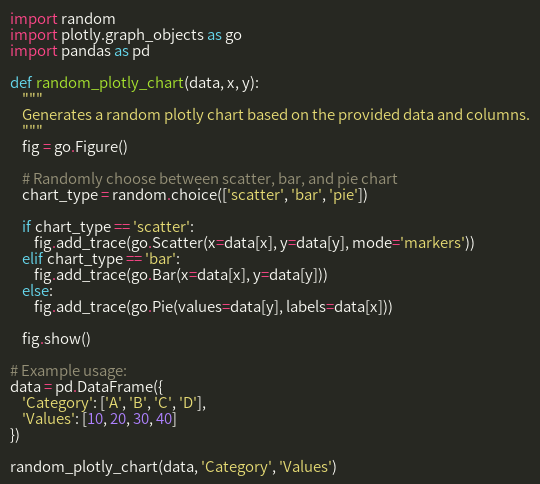 import random
import plotly.graph_objects as go
import pandas as pd

def random_plotly_chart(data, x, y):
    """
    Generates a random plotly chart based on the provided data and columns.
    """
    fig = go.Figure()

    # Randomly choose between scatter, bar, and pie chart
    chart_type = random.choice(['scatter', 'bar', 'pie'])

    if chart_type == 'scatter':
        fig.add_trace(go.Scatter(x=data[x], y=data[y], mode='markers'))
    elif chart_type == 'bar':
        fig.add_trace(go.Bar(x=data[x], y=data[y]))
    else:
        fig.add_trace(go.Pie(values=data[y], labels=data[x]))

    fig.show()

# Example usage:
data = pd.DataFrame({
    'Category': ['A', 'B', 'C', 'D'],
    'Values': [10, 20, 30, 40]
})

random_plotly_chart(data, 'Category', 'Values')